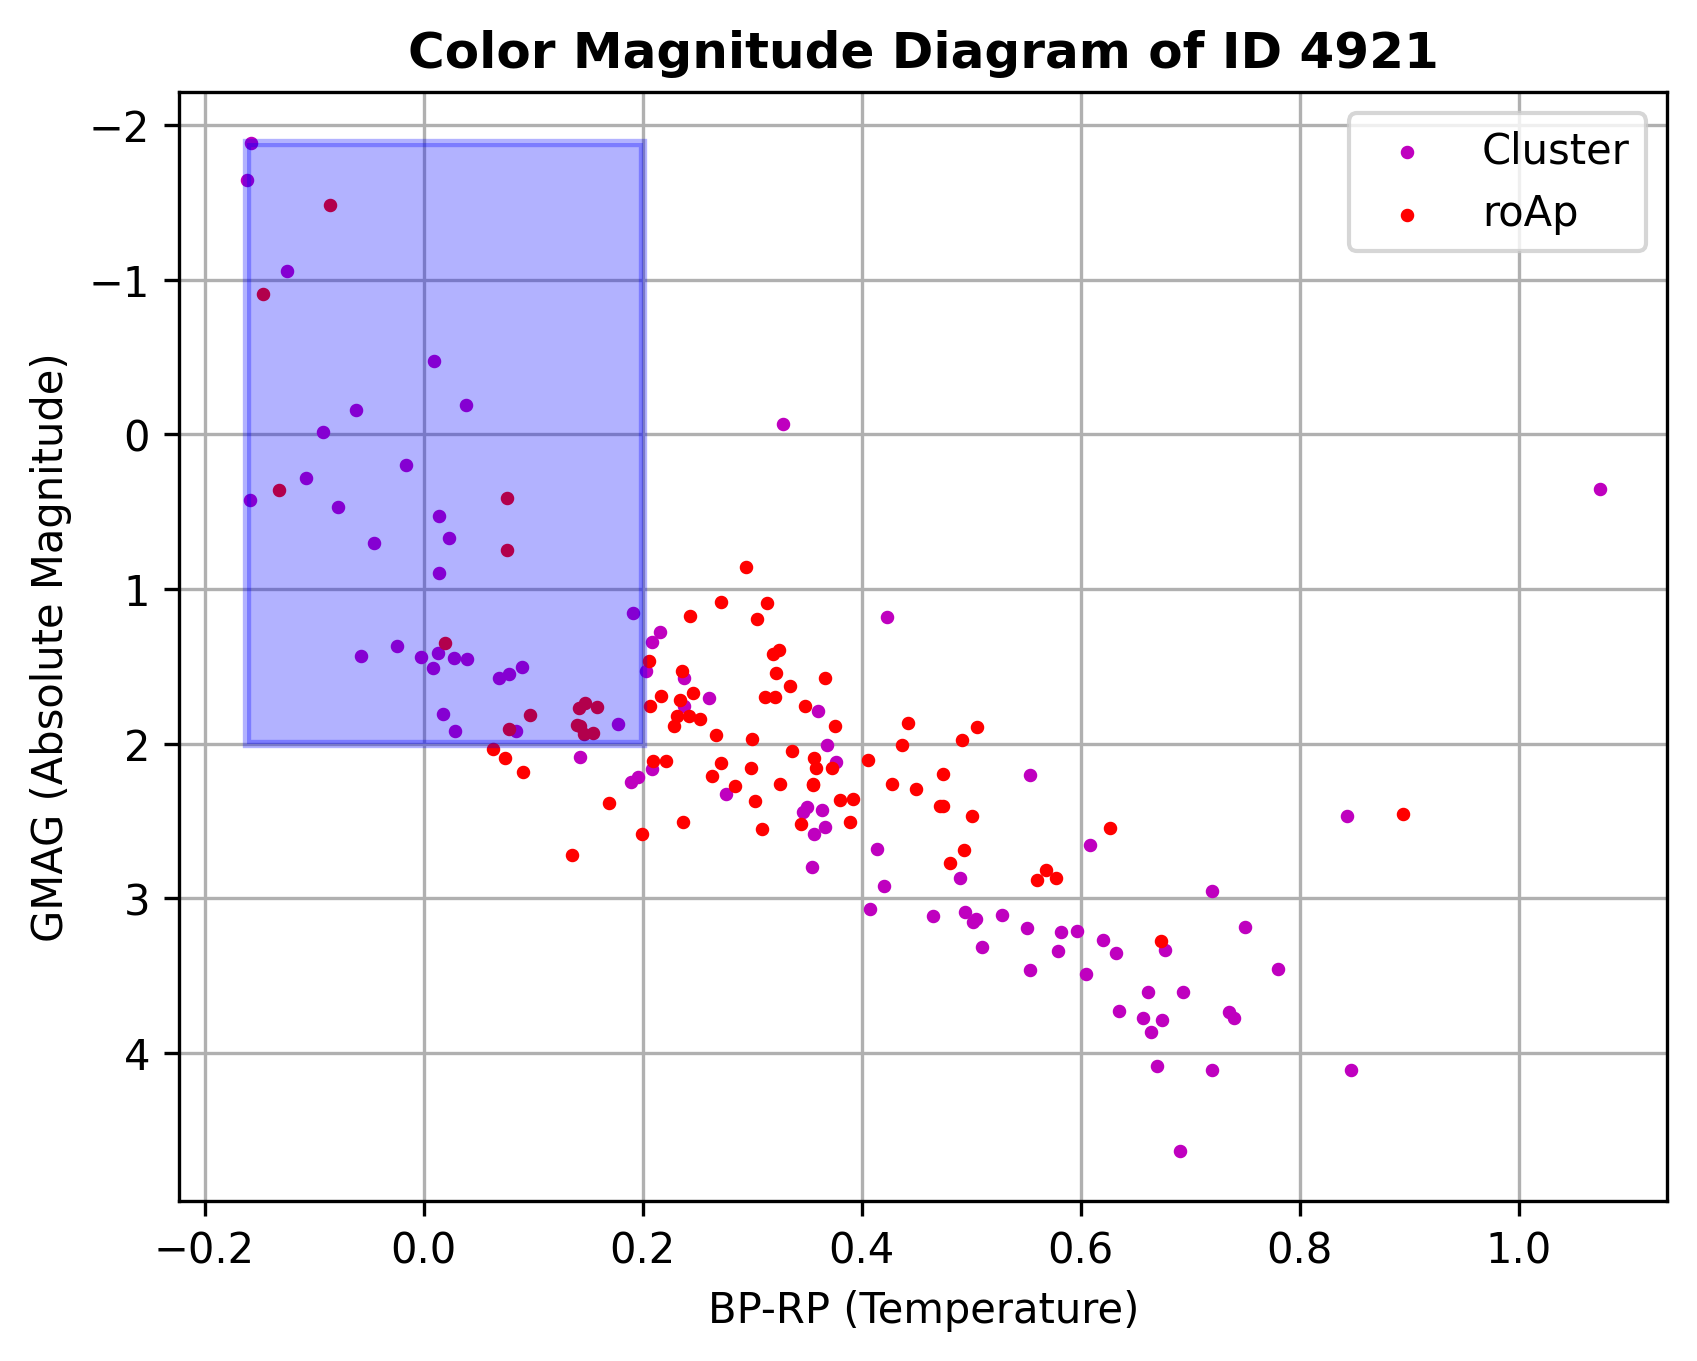 Color Magnitude Diagram of ID 4921
Cluster
roAp
GMAG (Absolute Magnitude)
−2
−1
0
1
2
3
4
−0.2 0.0 0.2 0.4 0.6 0.8 1.0
BP-RP (Temperature)